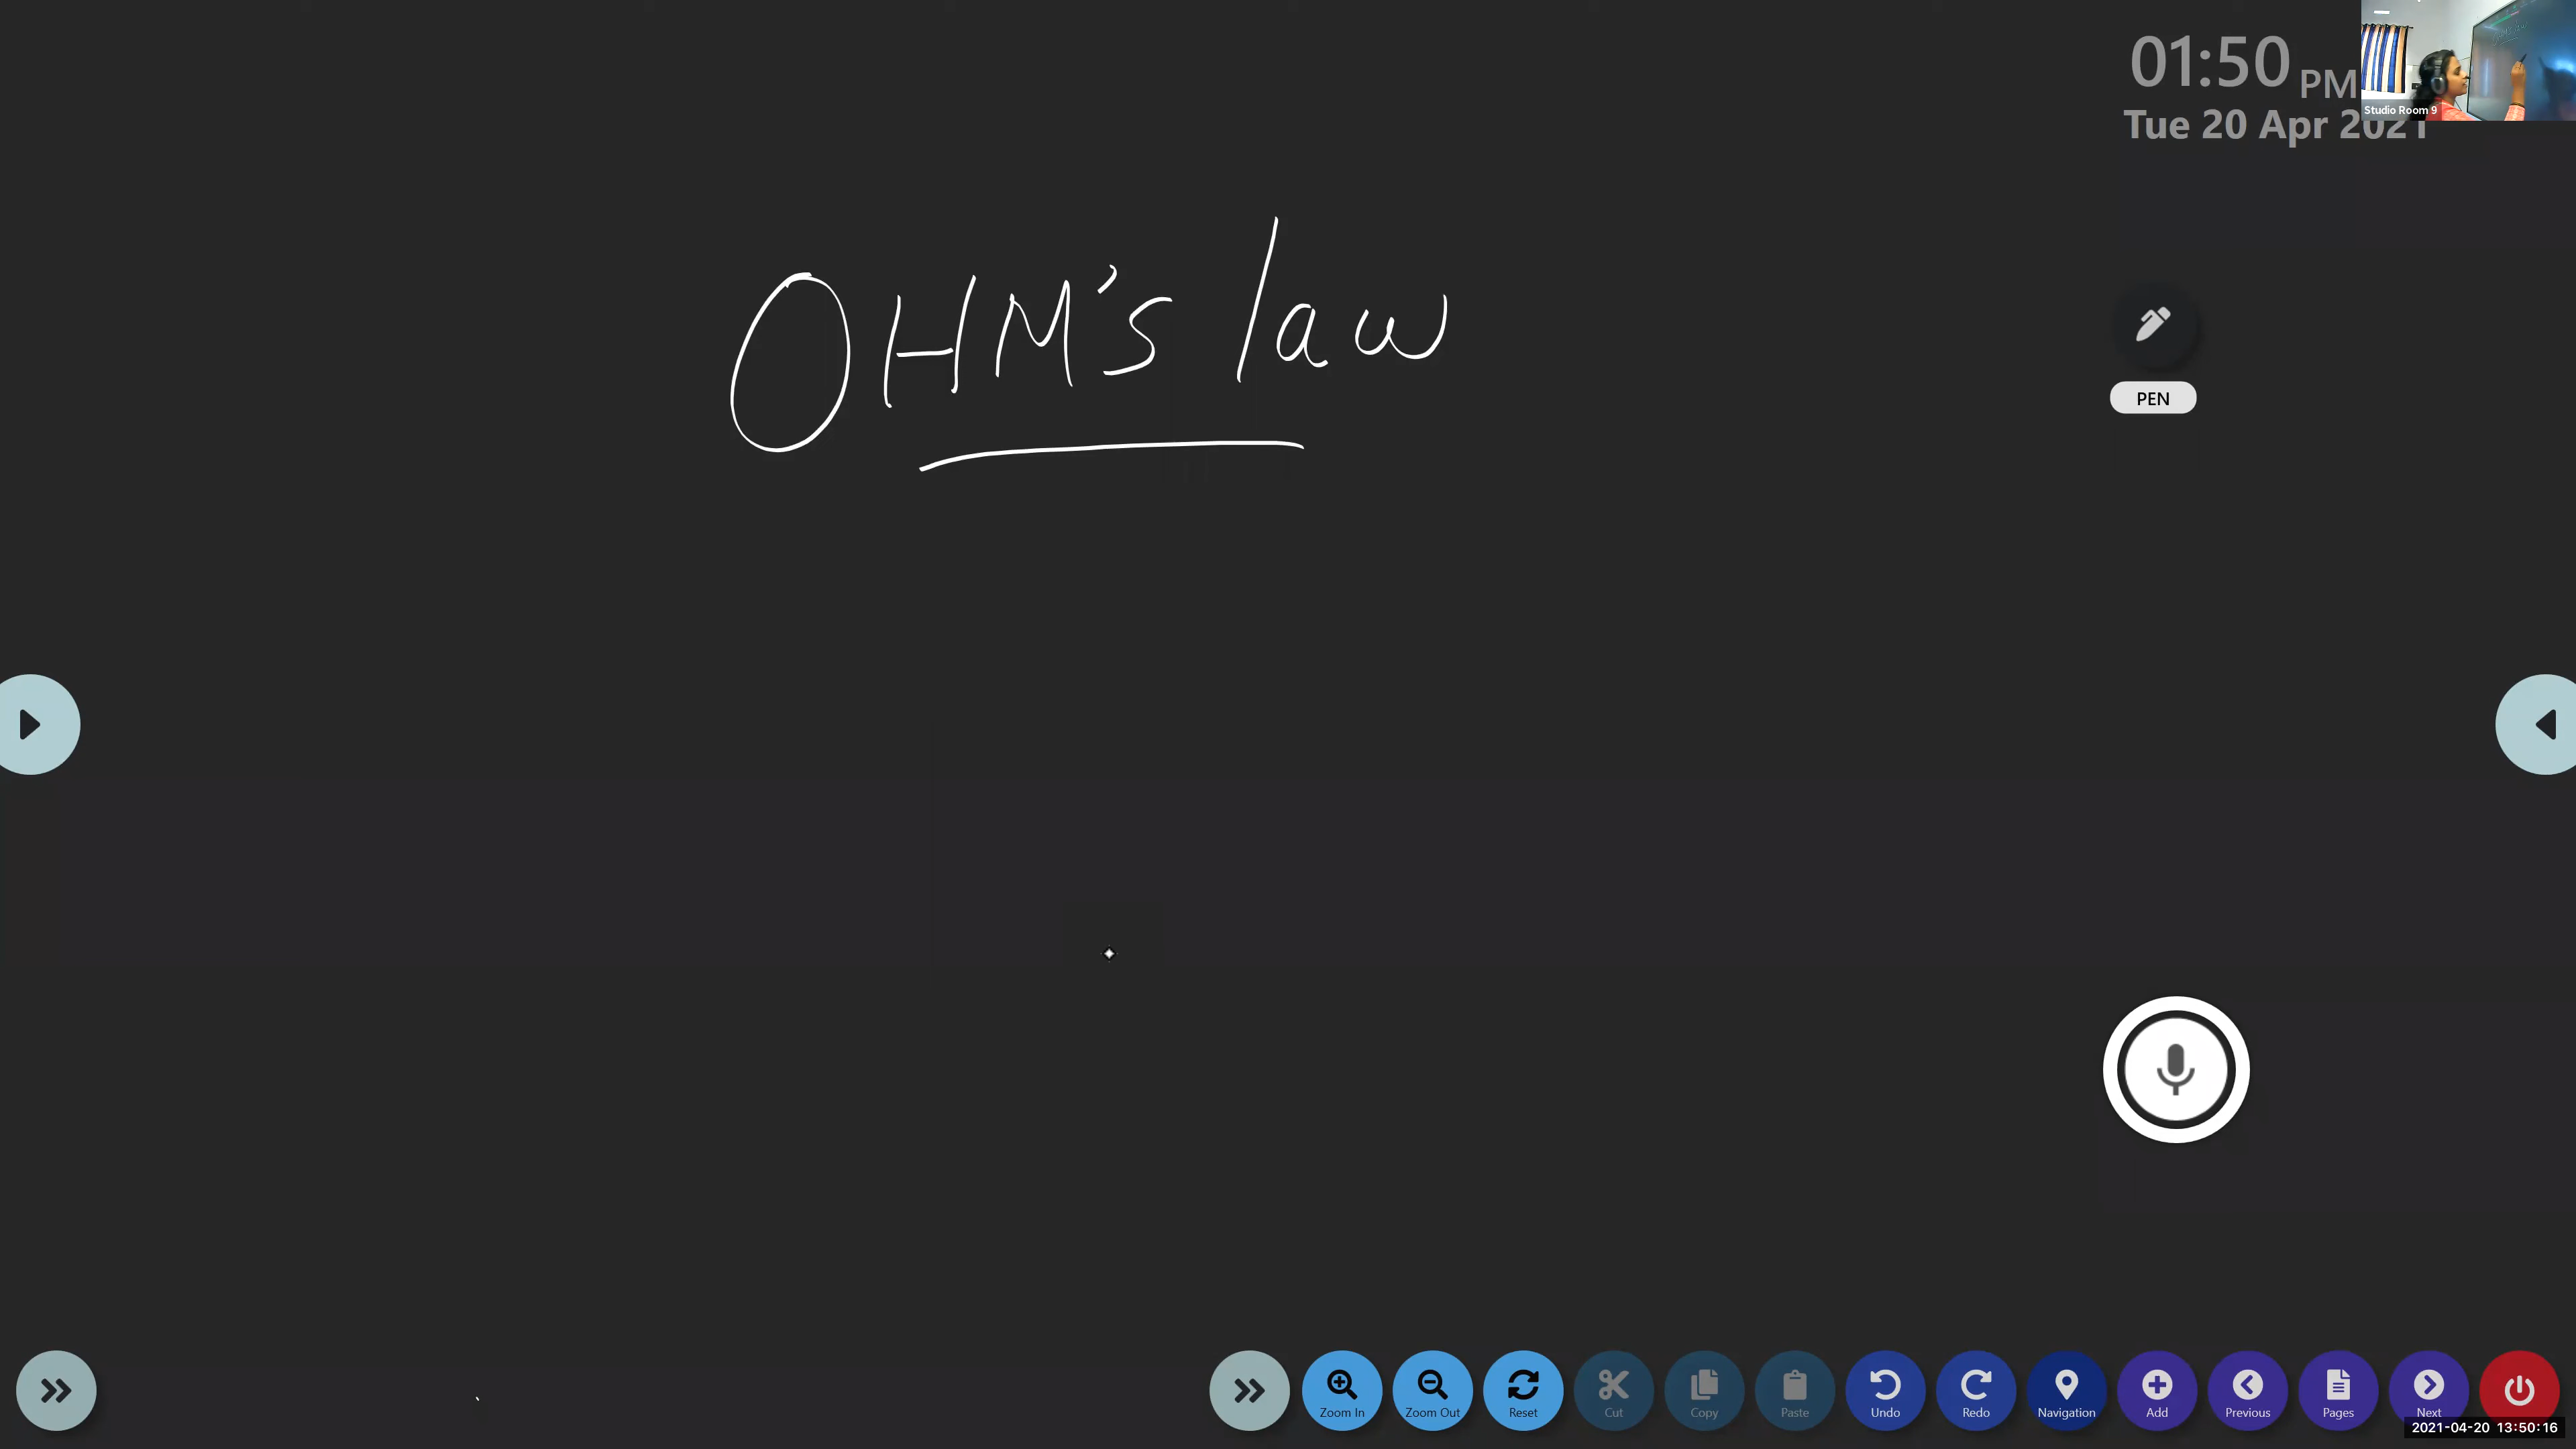 01:50 PM
Studio Room 9
Tue 20 Apr 2021
OHM's law
PEN
Zoom In
Zoom Out
Reset
Cut
Copy
Paste
Undo
Redo
Navigation
Add
Previous
Pages
Next
2021-04-20 13:50:16